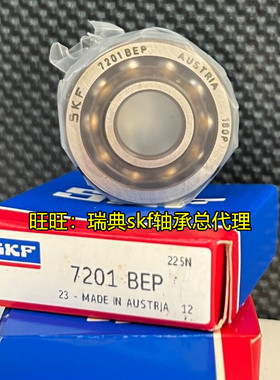 SKF 7201 BEP AUSTRIA 180P
旺旺：瑞典skf轴承总代理
SKF
225N
7201 BEP
23 - MADE IN AUSTRIA 12